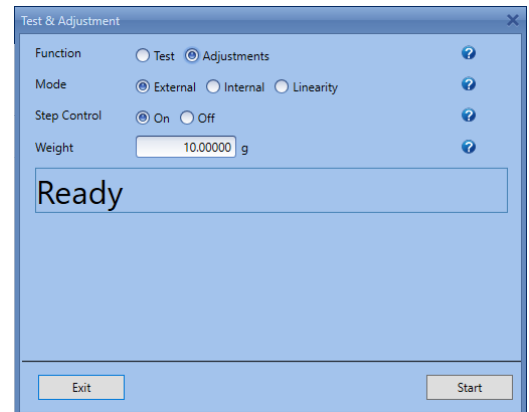 Test & Adjustment
Function Test Adjustments
Mode External Internal Linearity
Step Control On Off
Weight 10.00000 g
Ready
Exit Start